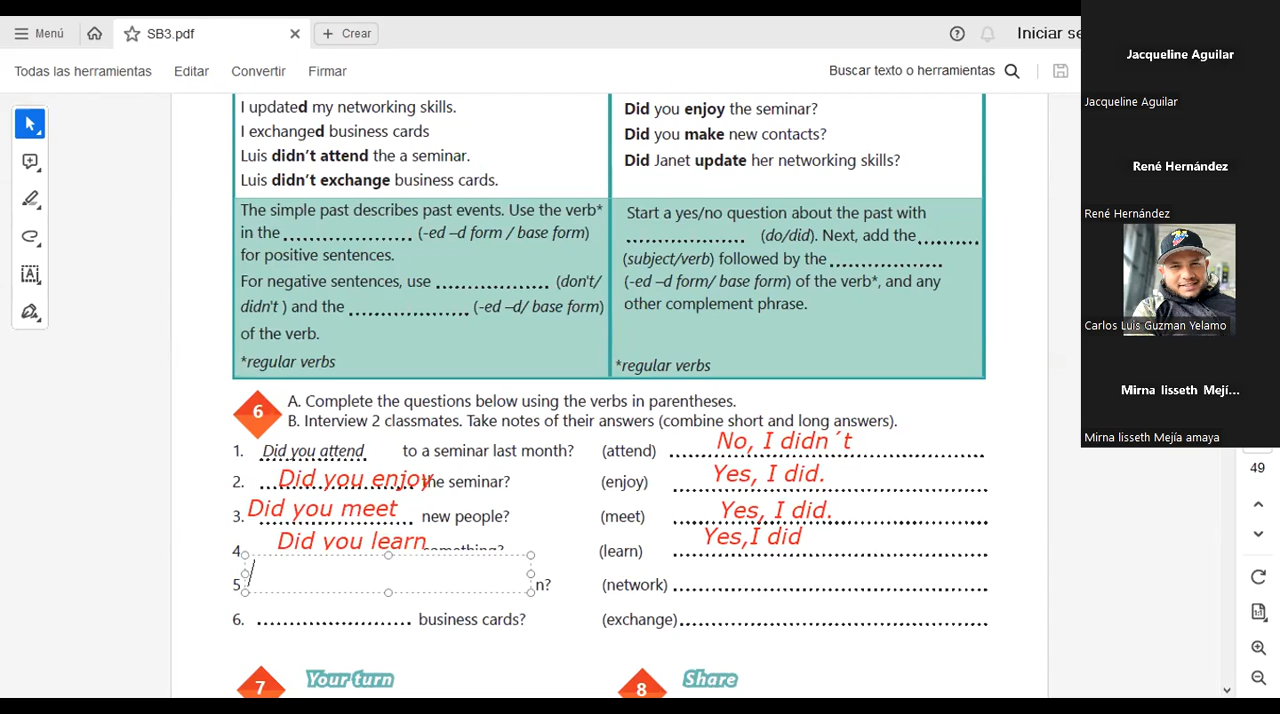 Menú
SB3.pdf
Crear
Iniciar se
Todas las herramientas
Editar
Convertir
Firmar
Buscar texto o herramientas
I updated my networking skills.
I exchanged business cards
Luis didn't attend the a seminar.
Luis didn't exchange business cards.
Did you enjoy the seminar?
Did you make new contacts?
Did Janet update her networking skills?
The simple past describes past events. Use the verb*
in the ........................ (-ed –d form / base form)
for positive sentences.
For negative sentences, use ..................... (don't/
didn't ) and the ...................... (-ed –d/ base form)
of the verb.
*regular verbs
Start a yes/no question about the past with
...................... (do/did). Next, add the...........
(subject/verb) followed by the .....................
(-ed –d form/ base form) of the verb*, and any
other complement phrase.
*regular verbs
6
A. Complete the questions below using the verbs in parentheses.
B. Interview 2 classmates. Take notes of their answers (combine short and long answers).
1. Did you attend to a seminar last month? (attend) No, I didn´t
2. Did you enjoy the seminar? (enjoy) Yes, I did.
3. Did you meet new people? (meet) Yes, I did.
4 Did you learn something? (learn) Yes,I did
5 n? (network)
6. ............................ business cards? (exchange)
7 Your turn
8 Share
Jacqueline Aguilar
Jacqueline Aguilar
René Hernández
René Hernández
Carlos Luis Guzman Yelamo
Mirna lisseth Mejí...
Mirna lisseth Mejía amaya
49
1:1